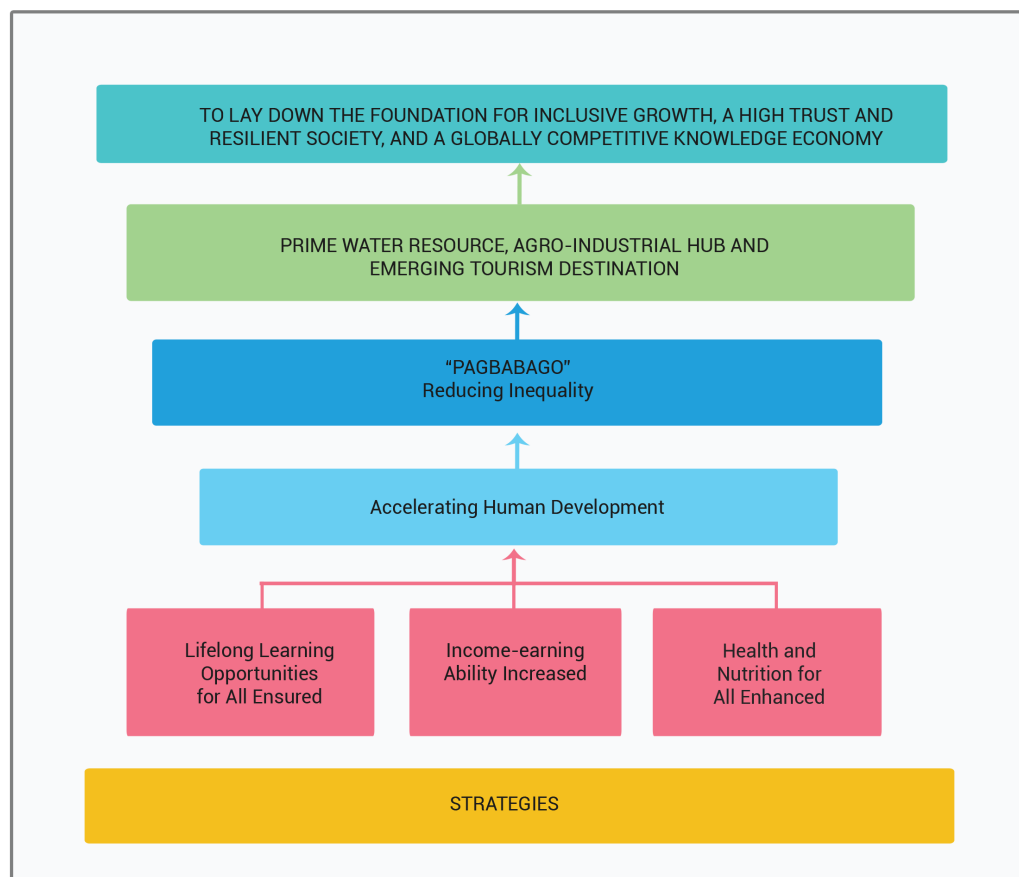 TO LAY DOWN THE FOUNDATION FOR INCLUSIVE GROWTH, A HIGH TRUST AND
RESILIENT SOCIETY, AND A GLOBALLY COMPETITIVE KNOWLEDGE ECONOMY
PRIME WATER RESOURCE, AGRO-INDUSTRIAL HUB AND
EMERGING TOURISM DESTINATION
“PAGBABAGO”
Reducing Inequality
Accelerating Human Development
Lifelong Learning
Opportunities
for All Ensured
Income-earning
Ability Increased
Health and
Nutrition for
All Enhanced
STRATEGIES